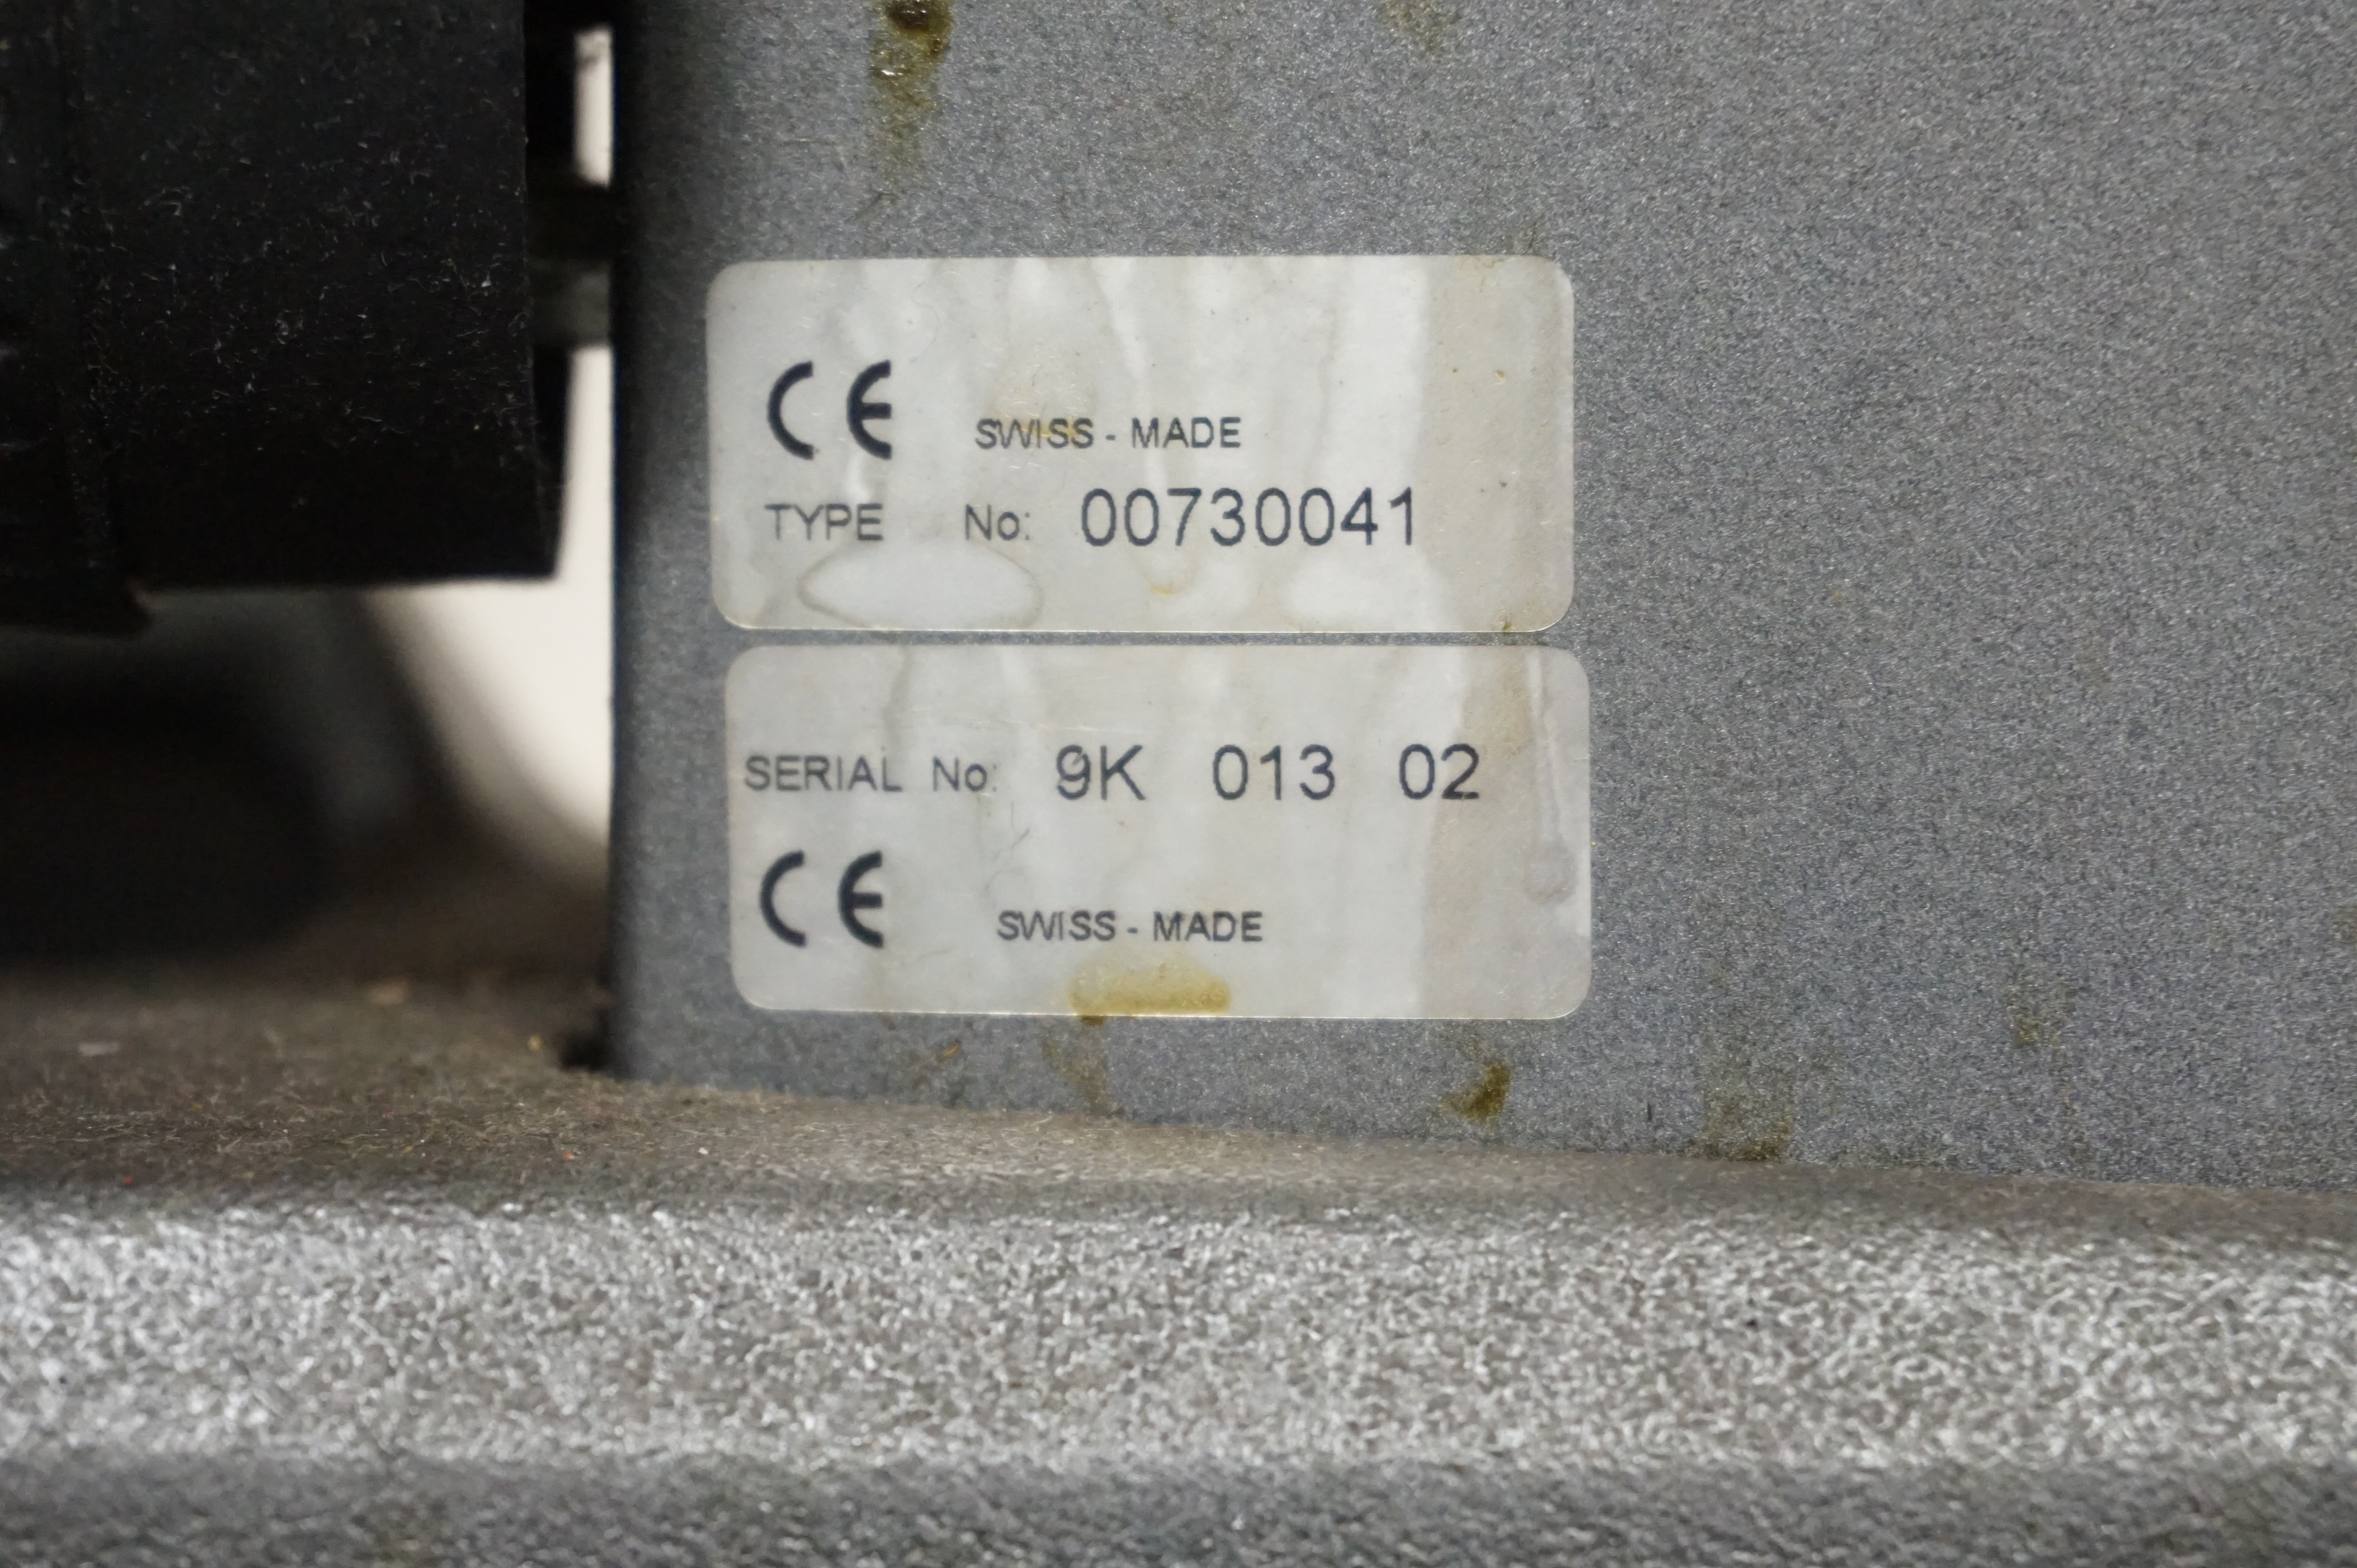 CE SWISS - MADE
TYPE No: 00730041
SERIAL No: 9K 013 02
CE SWISS - MADE